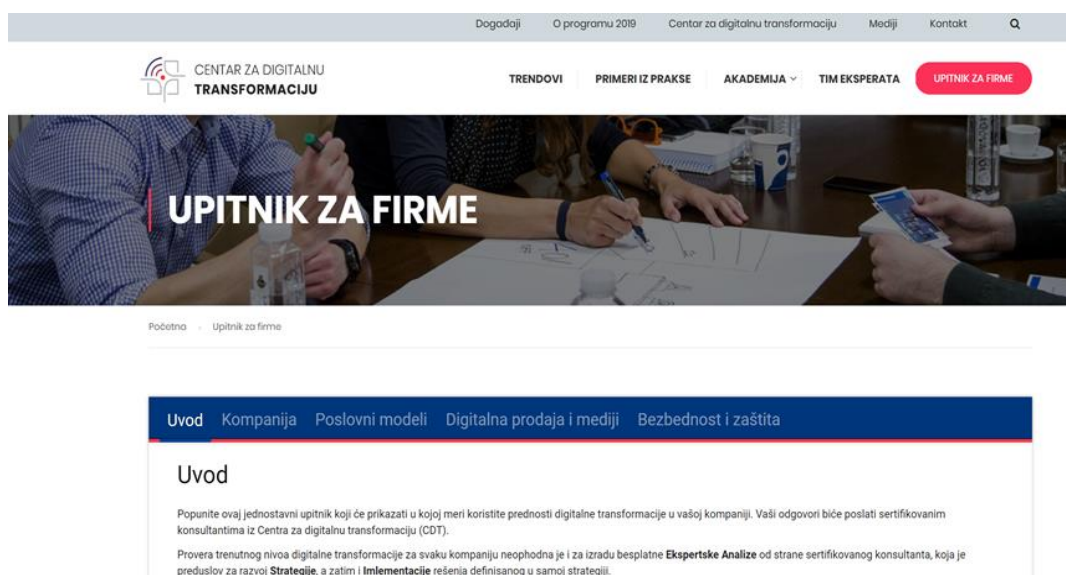 Događaji O programu 2019 Centar za digitalnu transformaciju Mediji Kontakt
CENTAR ZA DIGITALNU
TRANSFORMACIJU
TRENDOVI PRIMERI IZ PRAKSE AKADEMIJA TIM EKSPERATA UPITNIK ZA FIRME
UPITNIK ZA FIRME
Početna Upitnik za firme
Uvod Kompanija Poslovni modeli Digitalna prodaja i mediji Bezbednost i zaštita
Uvod
Popunite ovaj jednostavni upitnik koji će prikazati u kojoj meri koristite prednosti digitalne transformacije u vašoj kompaniji. Vaši odgovori biće poslati sertifikovanim
konsultantima iz Centra za digitalnu transformaciju (CDT).
Provera trenutnog nivoa digitalne transformacije za svaku kompaniju neophodna je i za izradu besplatne Ekspertske Analize od strane sertifikovanog konsultanta, koja je
preduslov za razvoj Strategije, a zatim i Imlementacije rešenja definisanog u samoj strategiji.